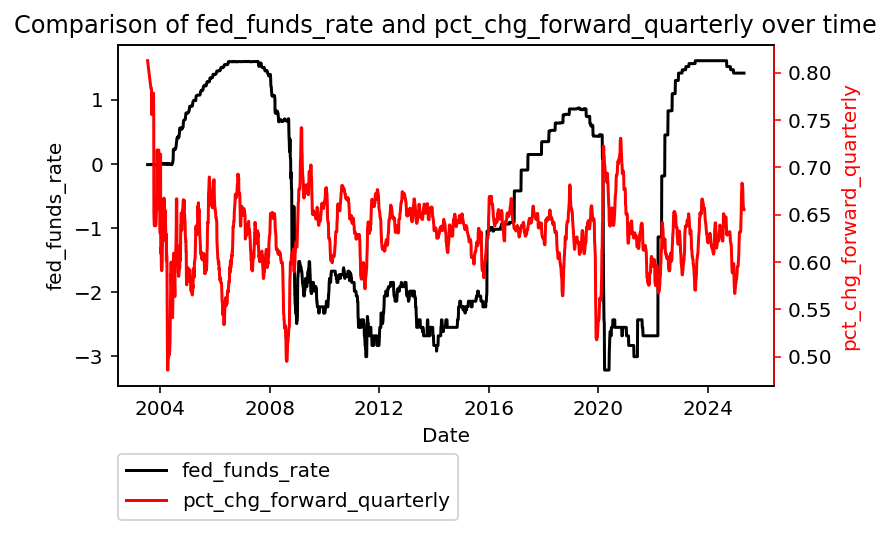 Comparison of fed_funds_rate and pct_chg_forward_quarterly over time
fed_funds_rate
1
0
−1
−2
−3
0.80
0.75
0.70
0.65
0.60
0.55
0.50
pct_chg_forward_quarterly
2004 2008 2012 2016 2020 2024
Date
fed_funds_rate
pct_chg_forward_quarterly